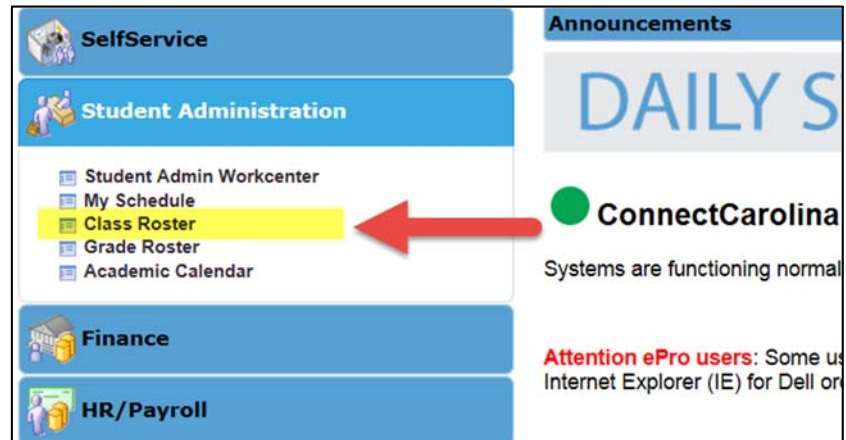 SelfService
Student Administration
Student Admin Workcenter
My Schedule
Class Roster
Grade Roster
Academic Calendar
Finance
HR/Payroll
Announcements
DAILY S
ConnectCarolina
Systems are functioning normal
Attention ePro users: Some us
Internet Explorer (IE) for Dell or